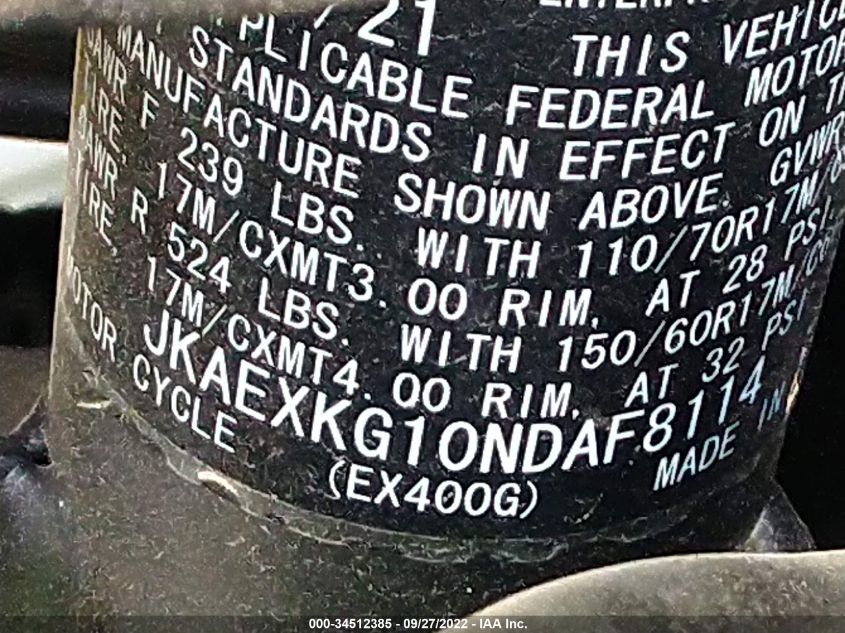 /21
THIS VEHICL
PLICABLE FEDERAL MOTOR
STANDARDS IN EFFECT ON TH
MANUFACTURE SHOWN ABOVE. GVWR
GAWR F 239 LBS. WITH 110/70R17M/C
TIRE, 17M/CXMT3.00 RIM, AT 28 PSI.
GAWR R 524 LBS. WITH 150/60R17M/C
TIRE, 17M/CXMT4.00 RIM, AT 32 PSI
JKAEXKG10NDAF8114
MOTOR CYCLE (EX400G) MADE IN
000-34512385 - 09/27/2022 - IAA Inc.